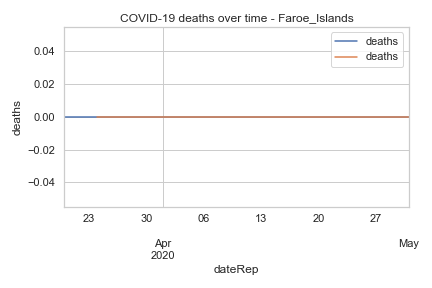 COVID-19 deaths over time - Faroe_Islands
deaths
deaths
0.04
0.02
0.00
−0.02
−0.04
deaths
23 30 06 13 20 27
Apr May
2020
dateRep